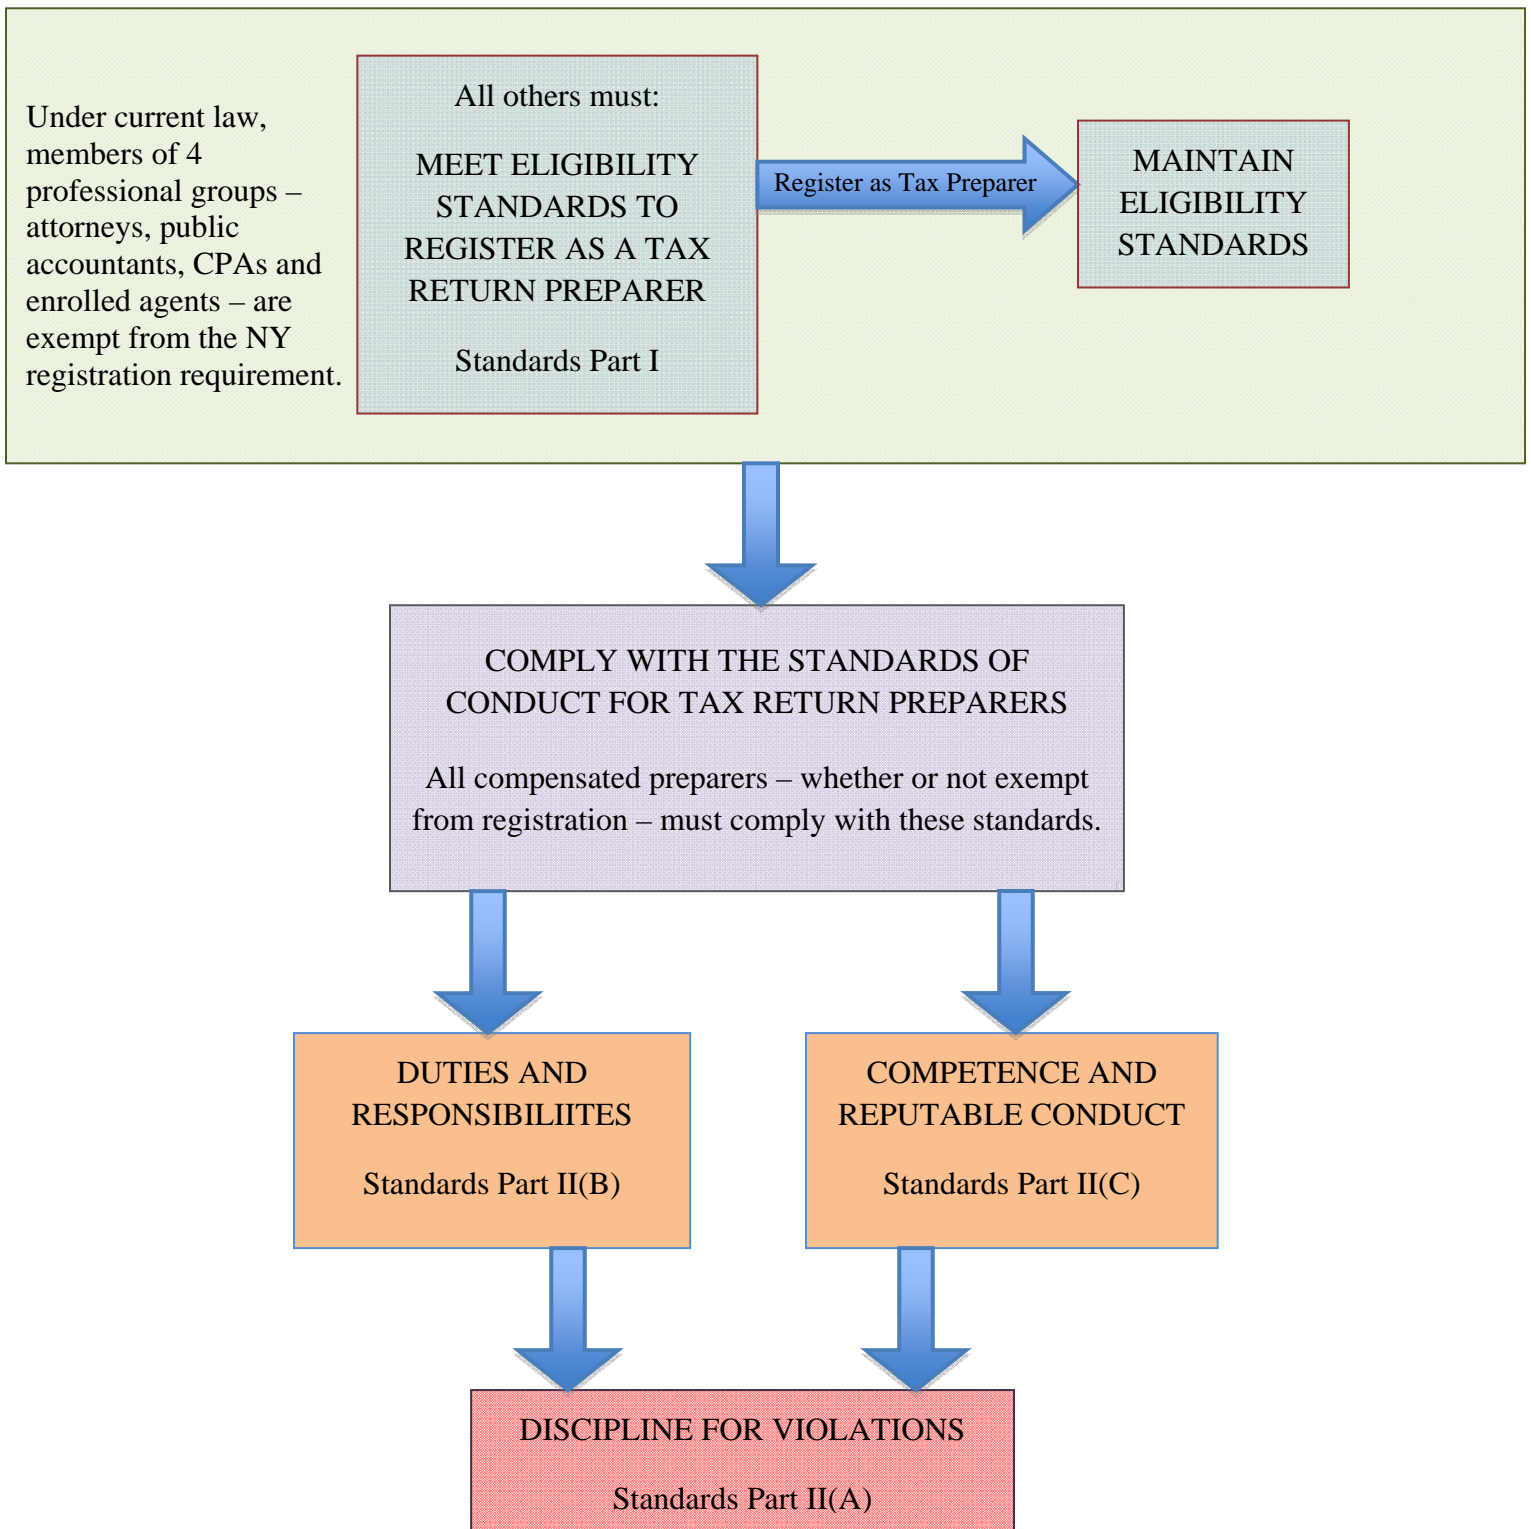 Under current law,
members of 4
professional groups –
attorneys, public
accountants, CPAs and
enrolled agents – are
exempt from the NY
registration requirement.
All others must:
MEET ELIGIBILITY
STANDARDS TO
REGISTER AS A TAX
RETURN PREPARER
Standards Part I
Register as Tax Preparer
MAINTAIN
ELIGIBILITY
STANDARDS
COMPLY WITH THE STANDARDS OF
CONDUCT FOR TAX RETURN PREPARERS
All compensated preparers – whether or not exempt
from registration – must comply with these standards.
DUTIES AND
RESPONSIBILIITES
Standards Part II(B)
COMPETENCE AND
REPUTABLE CONDUCT
Standards Part II(C)
DISCIPLINE FOR VIOLATIONS
Standards Part II(A)